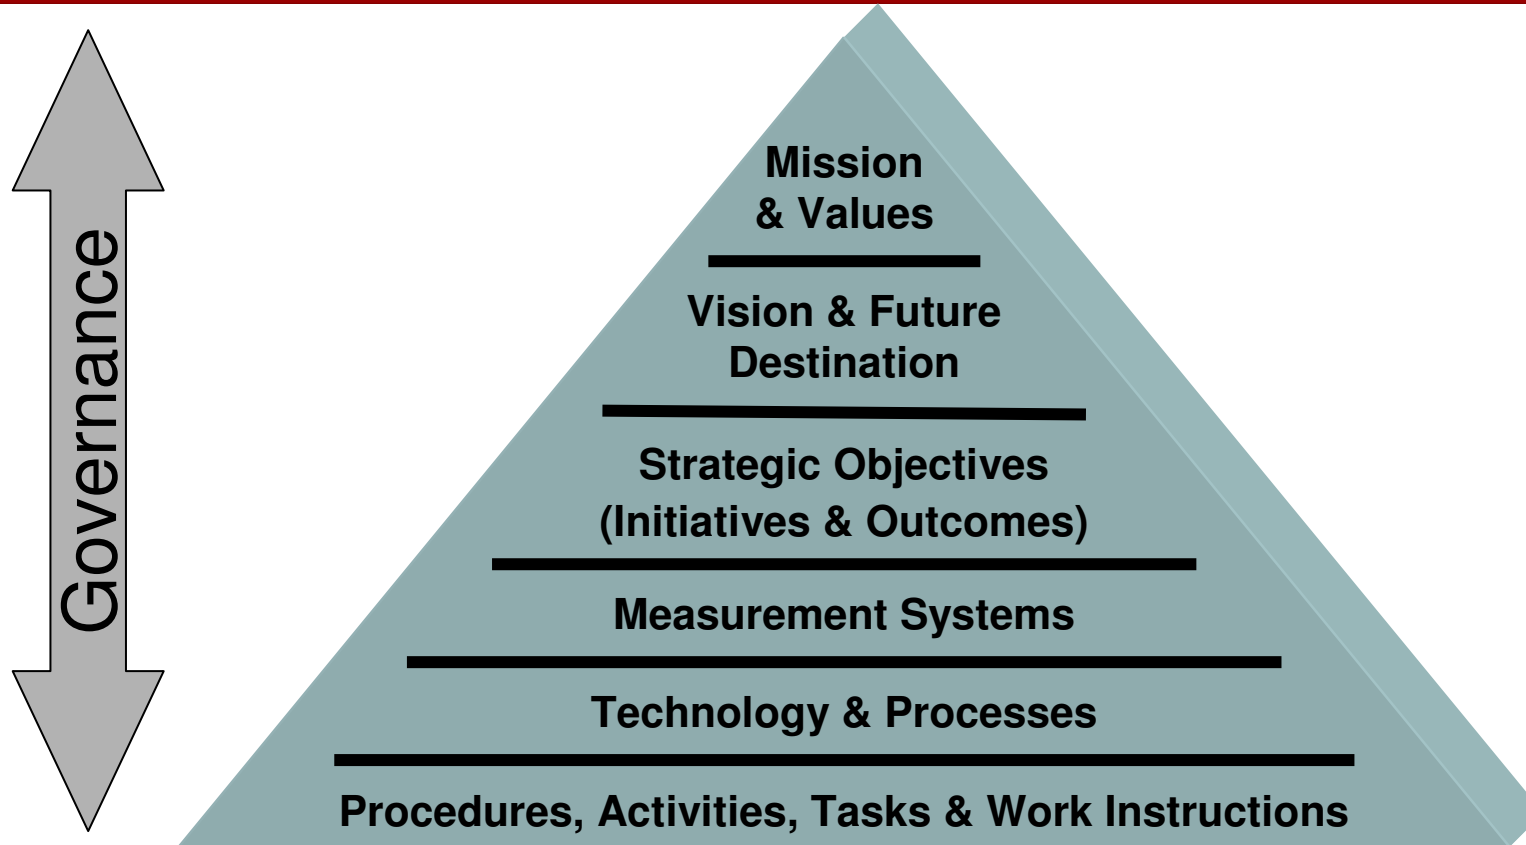 Governance
Mission
& Values
Vision & Future
Destination
Strategic Objectives
(Initiatives & Outcomes)
Measurement Systems
Technology & Processes
Procedures, Activities, Tasks & Work Instructions